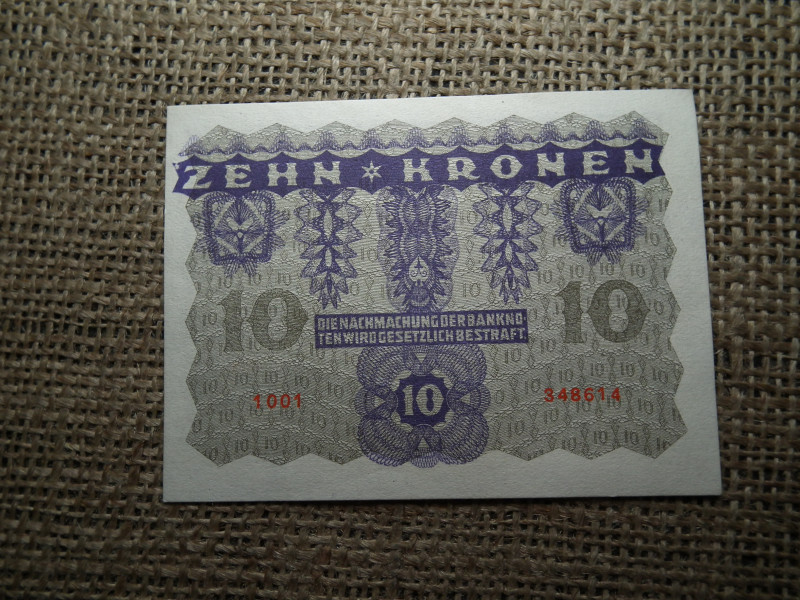 ZEHN KRONEN
10 10
DIE NACHMACHUNG DER BANKNO-
TEN WIRD GESETZLICH BESTRAFT
1001 10 348614